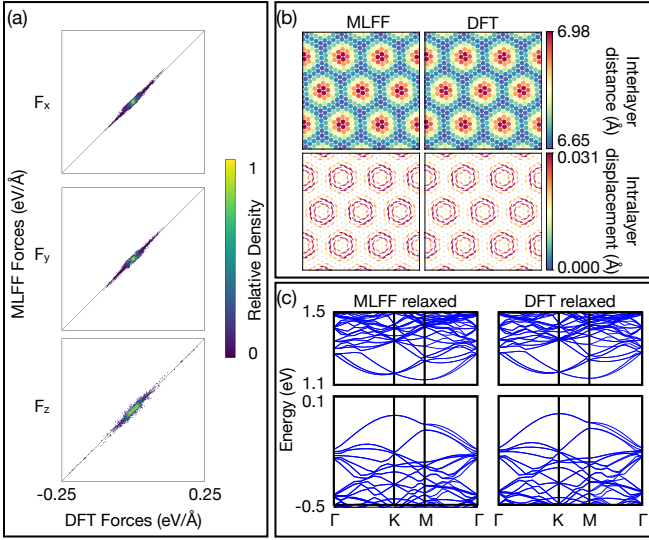 (a)
Fx
Fy
Fz
MLFF Forces (eV/Å)
-0.25
0.25
DFT Forces (eV/Å)
1
0
Relative Density
(b)
MLFF
DFT
6.98
6.65
Interlayer
distance (Å)
0.031
0.000
Intralayer
displacement (Å)
(c)
MLFF relaxed
DFT relaxed
1.5
1.1
0.1
-0.5
Energy (eV)
Γ K M Γ
Γ K M Γ